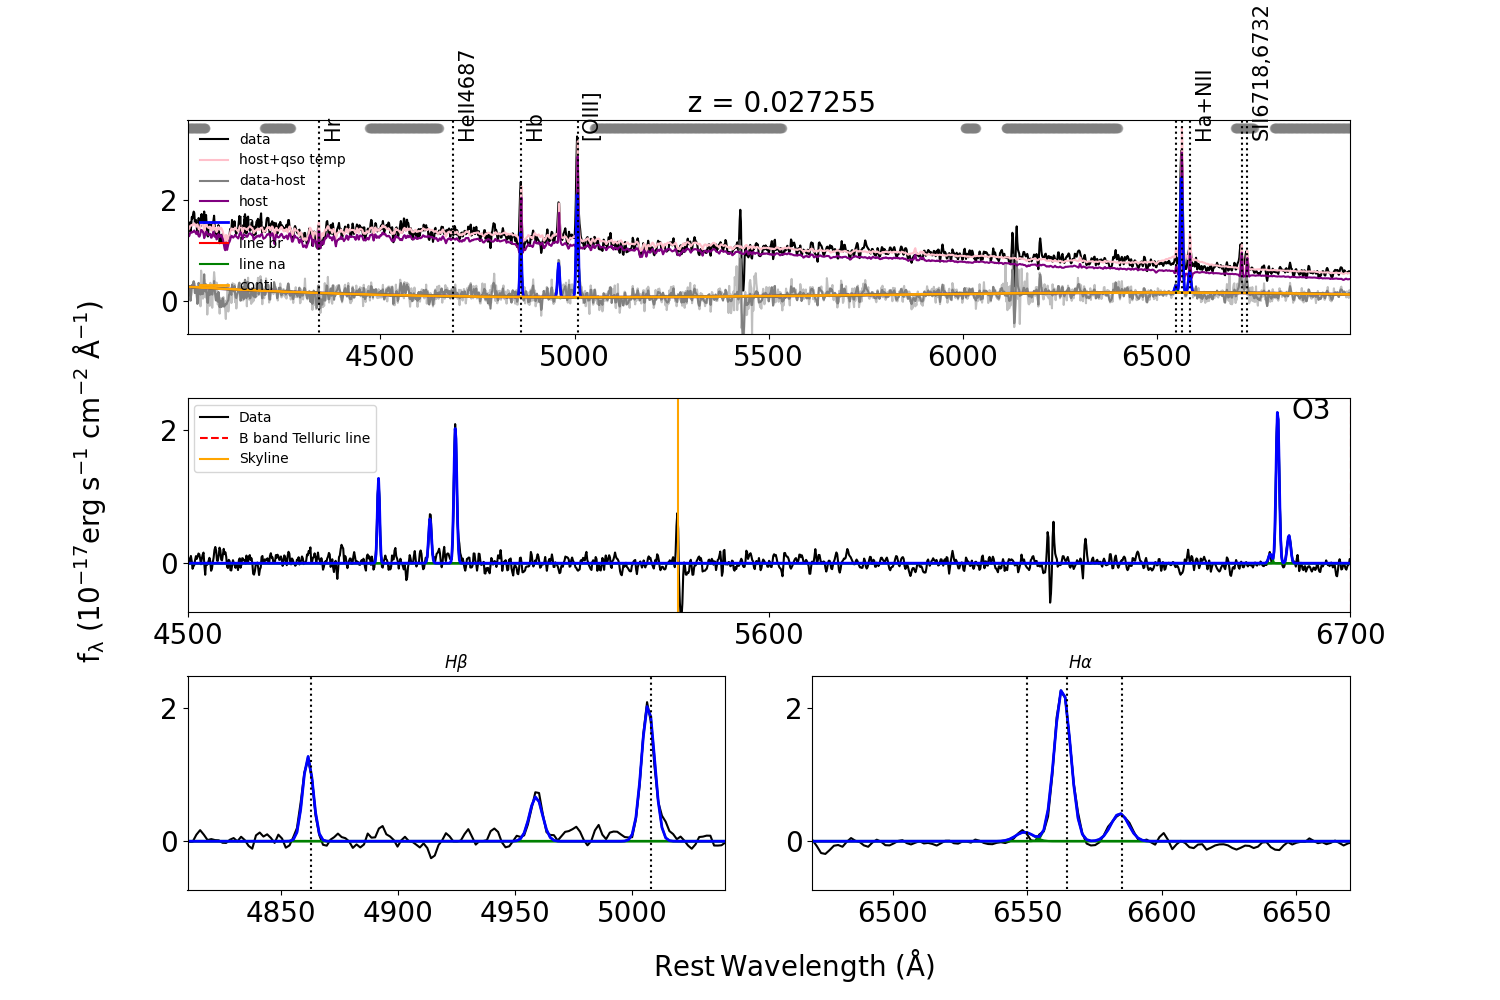 z = 0.027255
Hr
HeII4687
Hb
[OIII]
Ha+NII
SII6718,6732
data
host+qso temp
data-host
host
line br
line na
conti
2
0
4500 5000 5500 6000 6500
fλ (10⁻¹⁷erg s⁻¹ cm⁻² Å⁻¹)
O3
Data
B band Telluric line
Skyline
2
0
4500 5600 6700
Hβ
2
0
4850 4900 4950 5000
Hα
2
0
6500 6550 6600 6650
Rest Wavelength (Å)